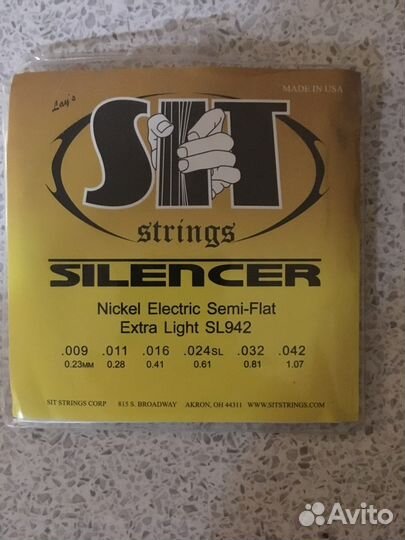 Lay's
MADE IN USA
SIT
strings
SILENCER
Nickel Electric Semi-Flat
Extra Light SL942
.009 .011 .016 .024SL .032 .042
0.23MM 0.28 0.41 0.61 0.81 1.07
SIT STRINGS CORP 815 S. BROADWAY AKRON, OH 44311 WWW.SITSTRINGS.COM
Avito